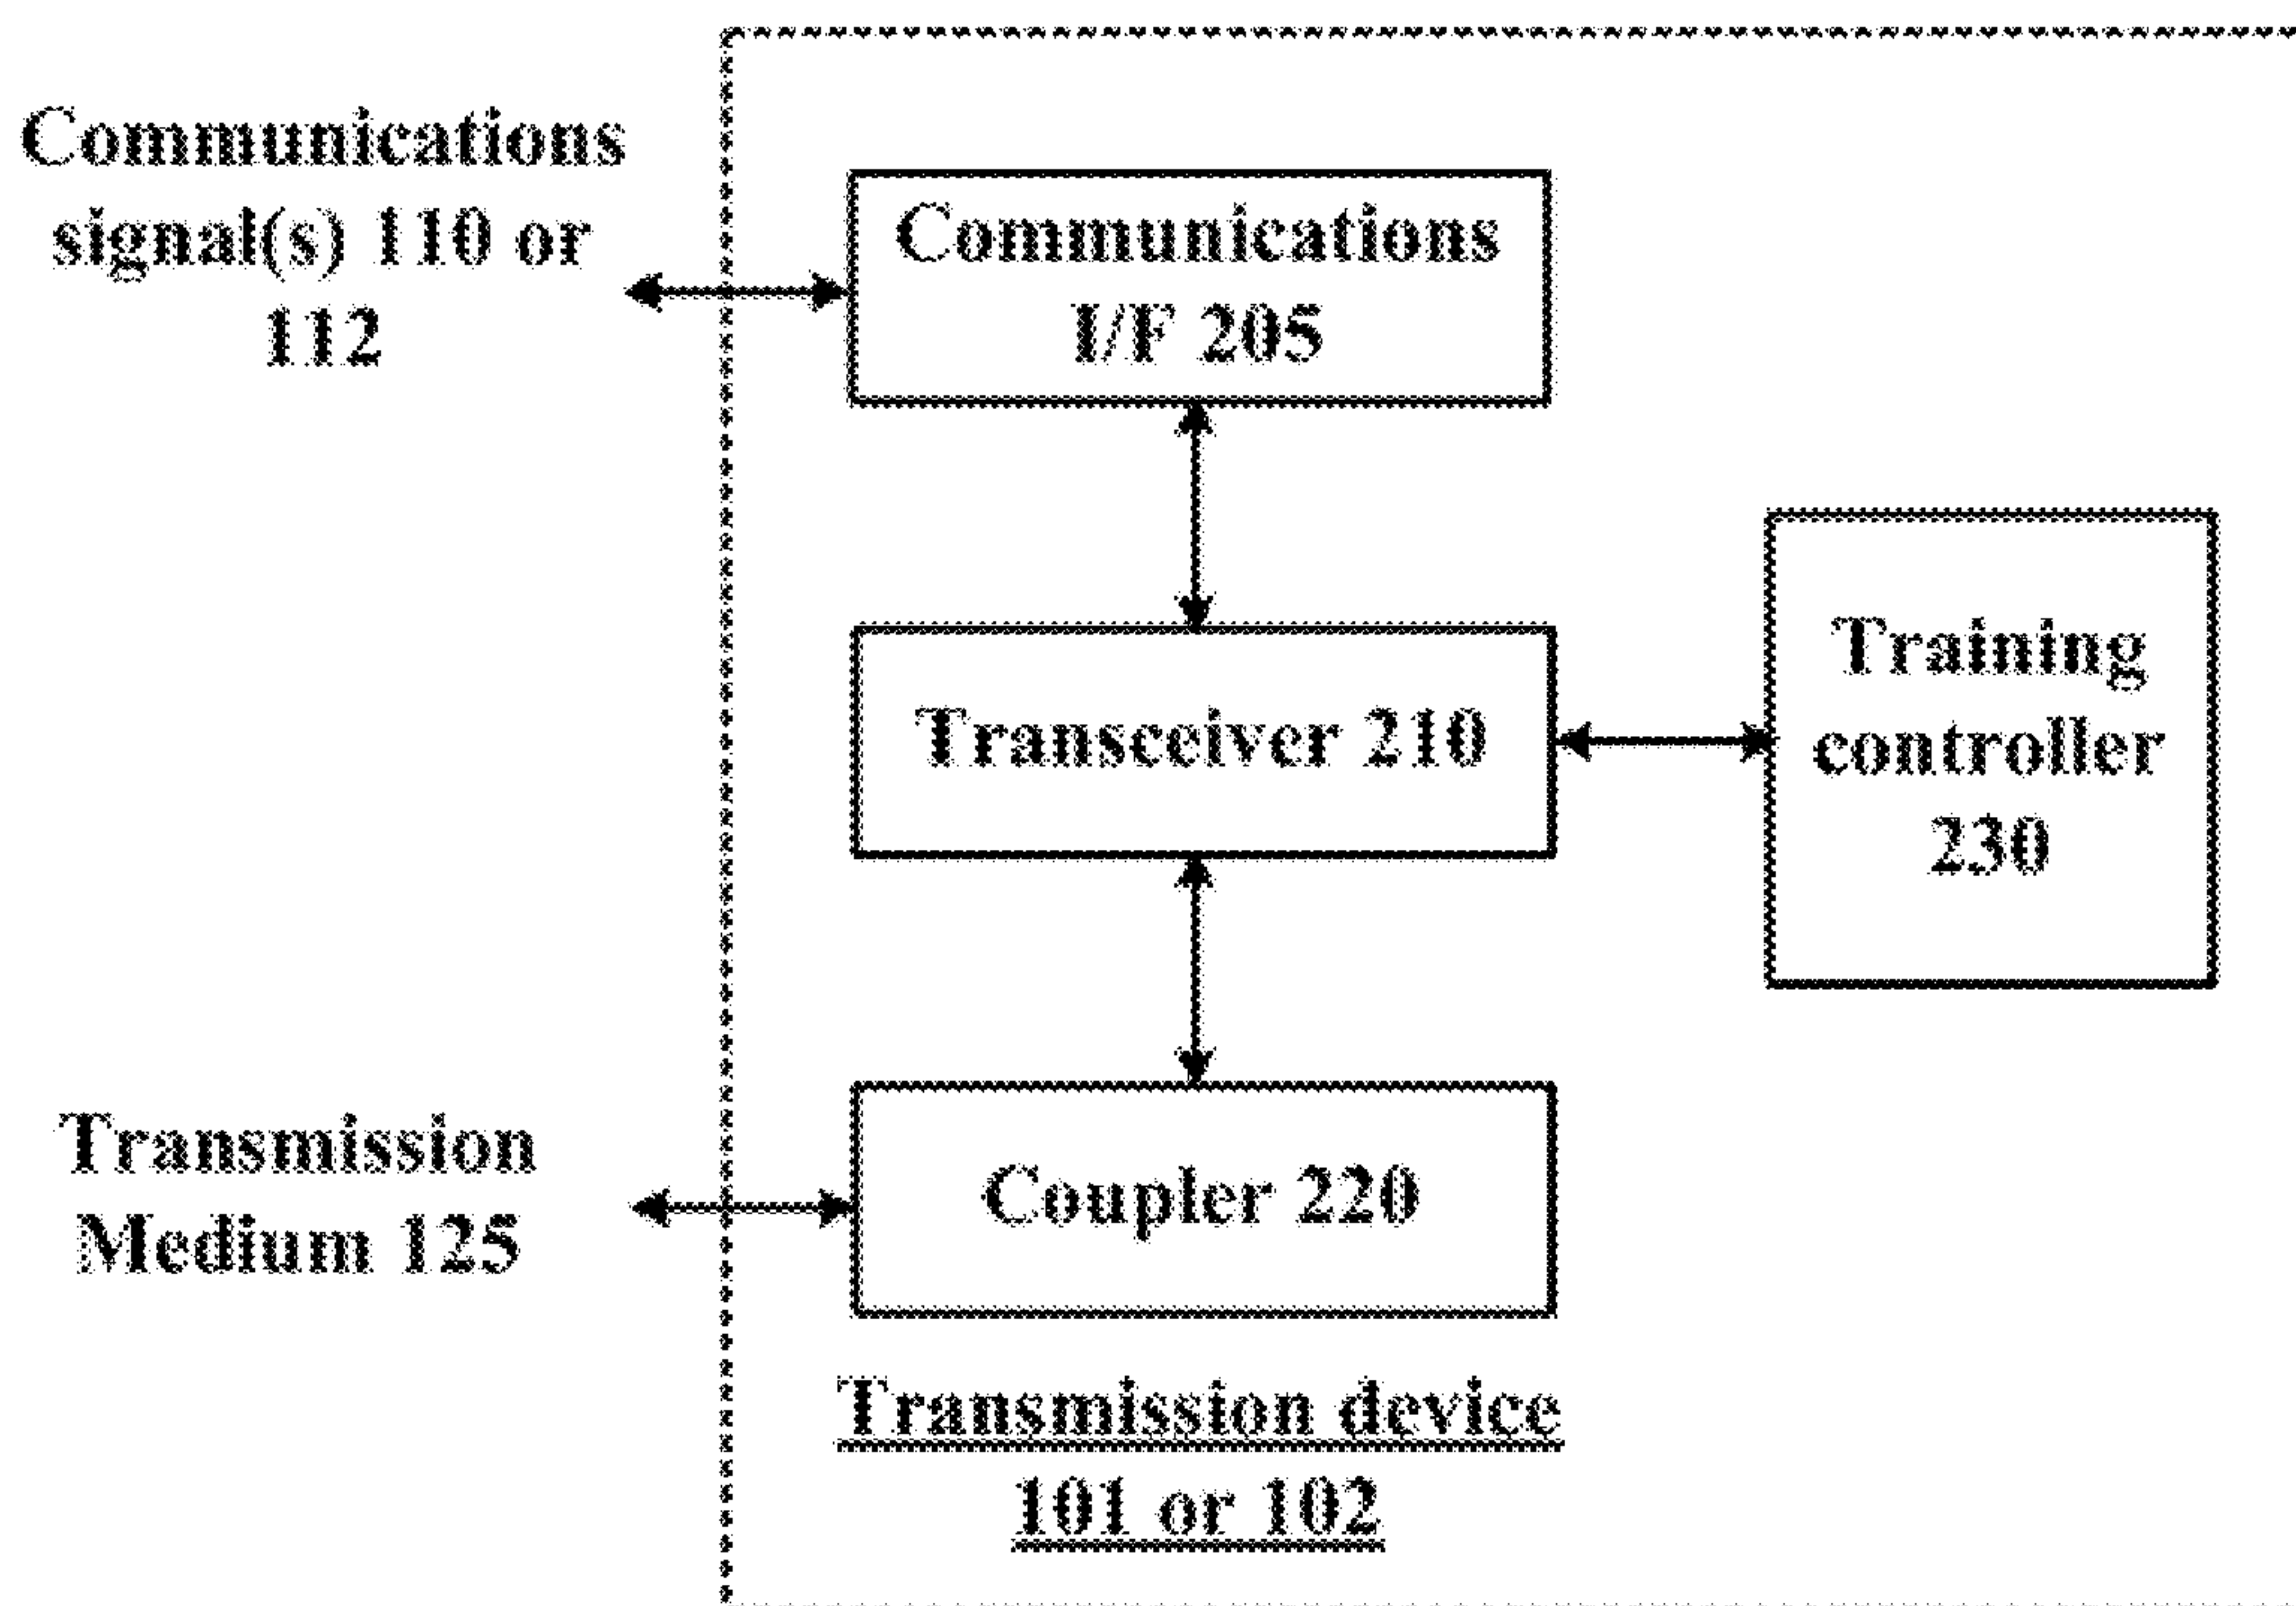 Communications
signal(s) 110 or
112
Communications
I/F 205
Transceiver 210
Training
controller
230
Transmission
Medium 125
Coupler 220
Transmission device
101 or 102